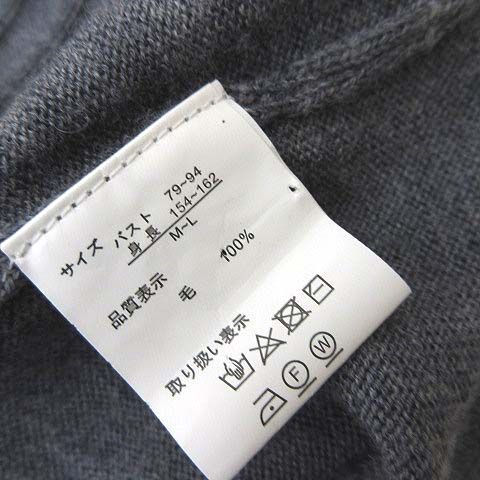 サイズ バスト 79~94
身長 154~162
M~L
品質表示
毛 100%
取り扱い表示
F W